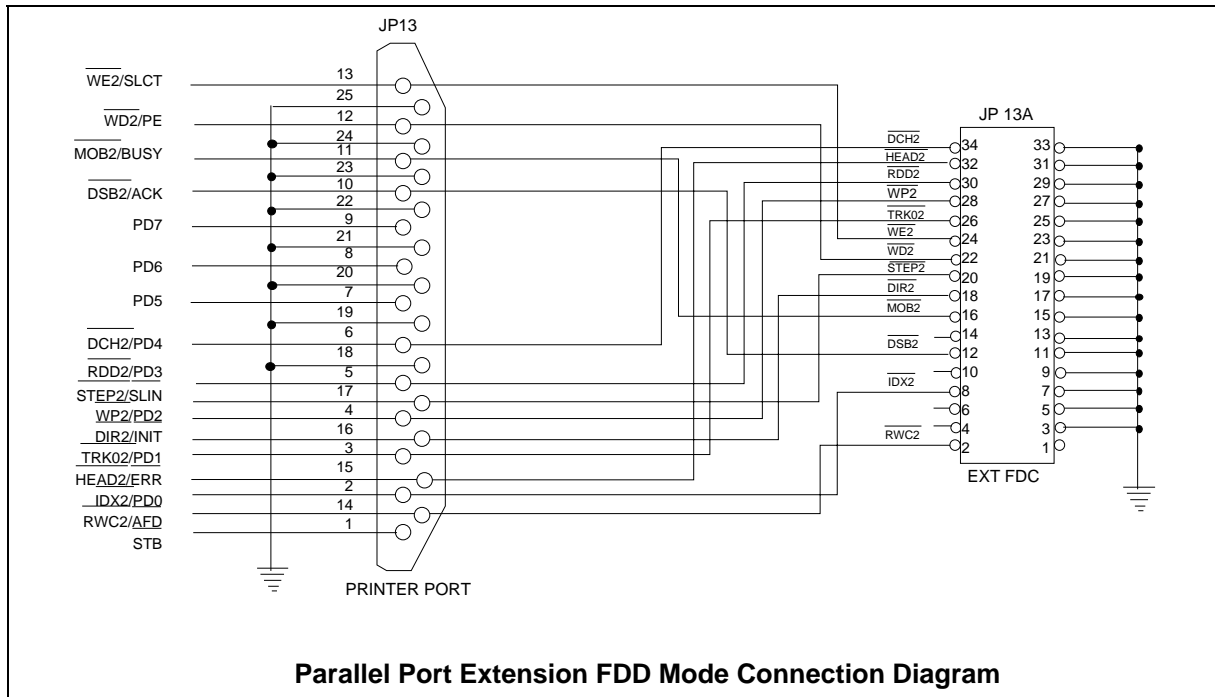 JP13
WE2/SLCT
WD2/PE
MOB2/BUSY
DSB2/ACK
PD7
PD6
PD5
DCH2/PD4
RDD2/PD3
STEP2/SLIN
WP2/PD2
DIR2/INIT
TRK02/PD1
HEAD2/ERR
IDX2/PD0
RWC2/AFD
STB
13
25
12
24
11
23
10
22
9
21
8
20
7
19
6
18
5
17
4
16
3
15
2
14
1
PRINTER PORT
JP 13A
DCH2
HEAD2
RDD2
WP2
TRK02
WE2
WD2
STEP2
DIR2
MOB2
DSB2
IDX2
RWC2
34 33
32 31
30 29
28 27
26 25
24 23
22 21
20 19
18 17
16 15
14 13
12 11
10 9
8 7
6 5
4 3
2 1
EXT FDC
Parallel Port Extension FDD Mode Connection Diagram